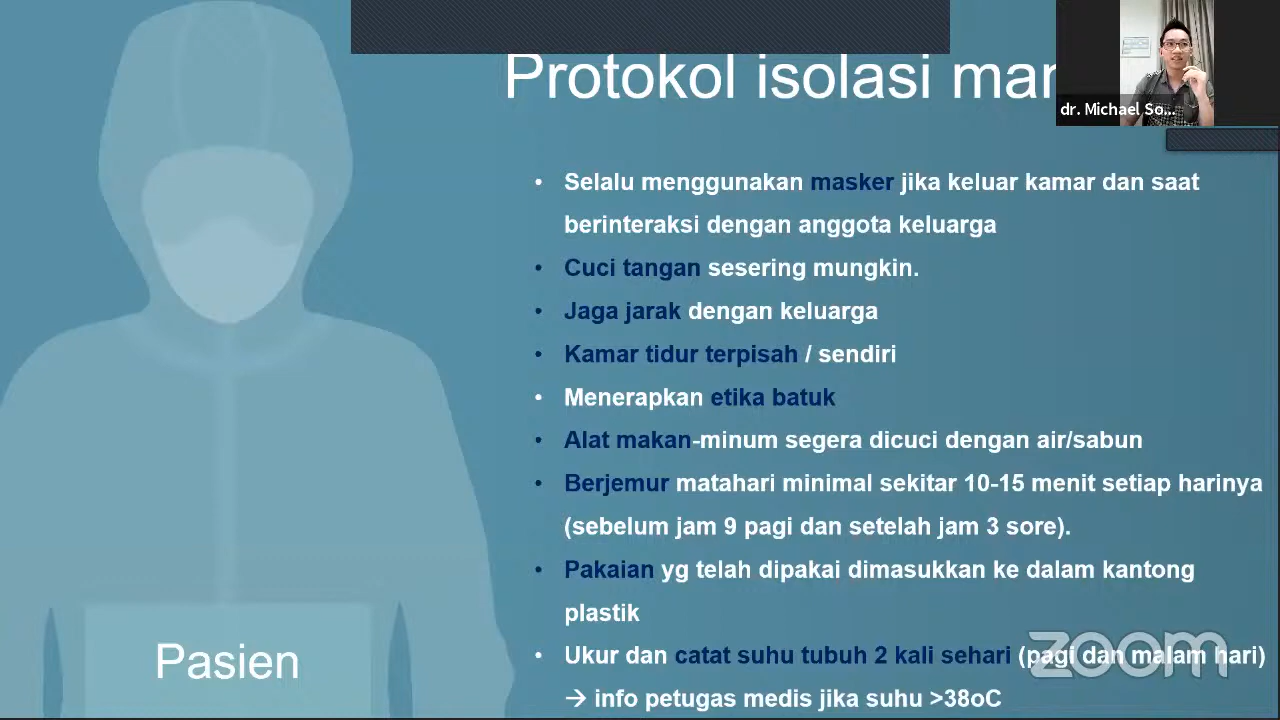 Protokol isolasi mar
dr. Michael So...
• Selalu menggunakan masker jika keluar kamar dan saat
berinteraksi dengan anggota keluarga
• Cuci tangan sesering mungkin.
• Jaga jarak dengan keluarga
• Kamar tidur terpisah / sendiri
• Menerapkan etika batuk
• Alat makan-minum segera dicuci dengan air/sabun
• Berjemur matahari minimal sekitar 10-15 menit setiap harinya
(sebelum jam 9 pagi dan setelah jam 3 sore).
• Pakaian yg telah dipakai dimasukkan ke dalam kantong
plastik
• Ukur dan catat suhu tubuh 2 kali sehari (pagi dan malam hari)
→ info petugas medis jika suhu >38oC
Pasien
zoom